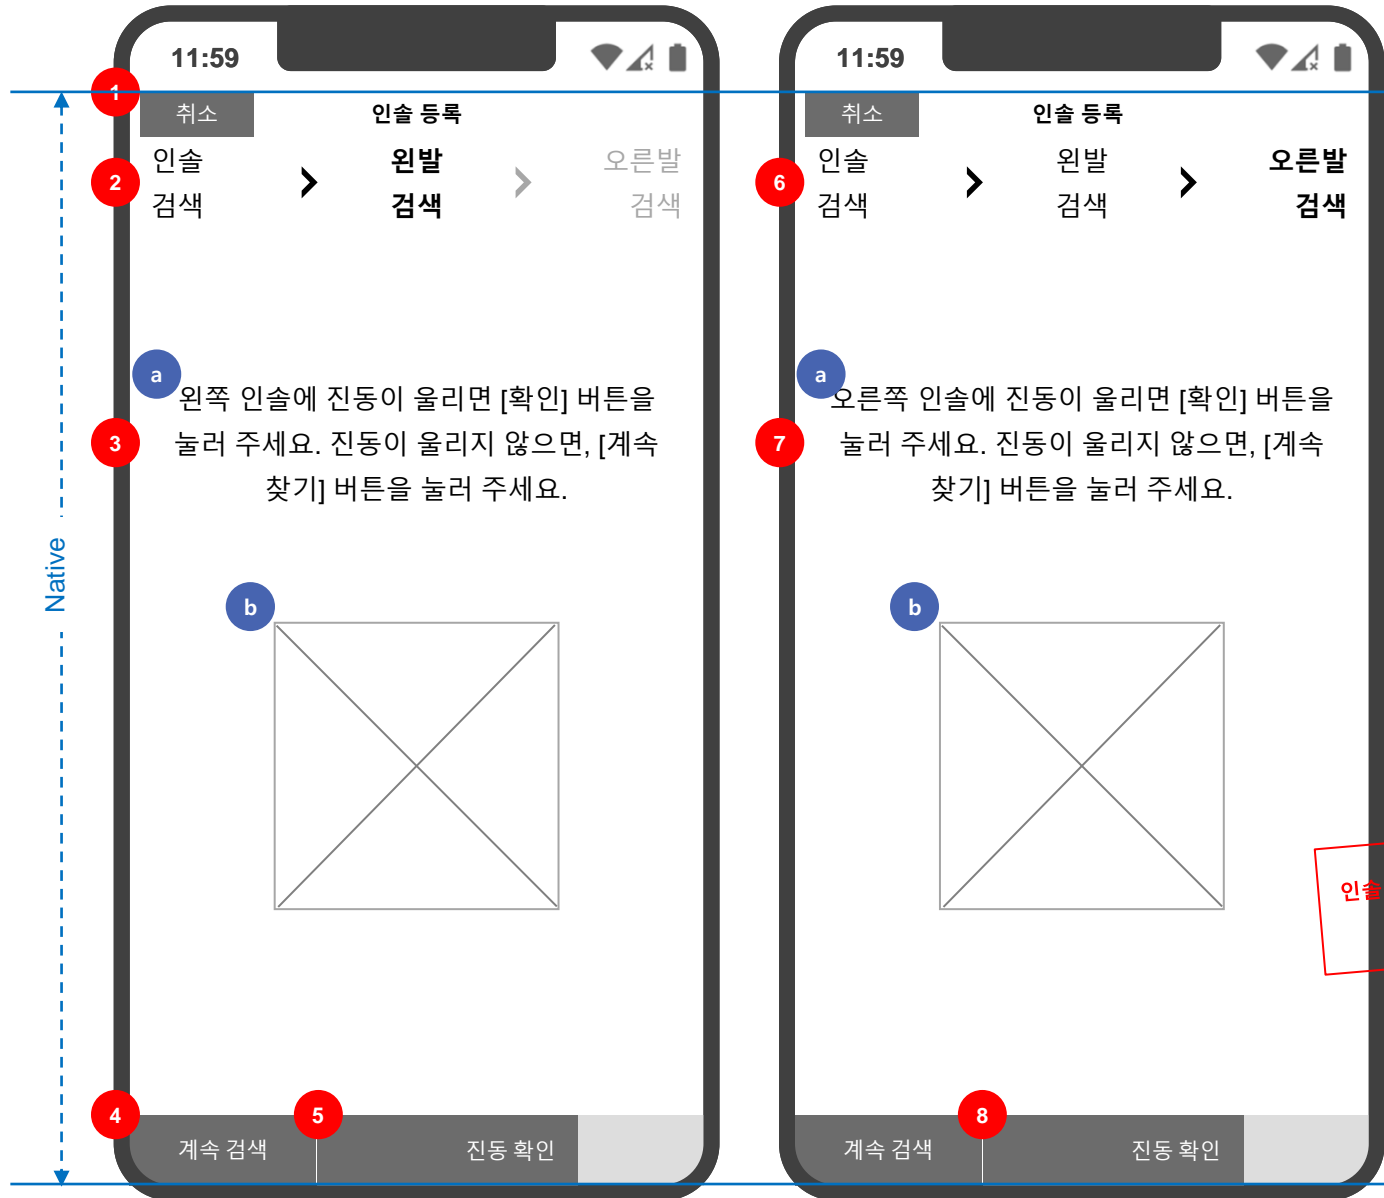 11:59
1
취소
인솔 등록
2
인솔
검색
왼발
검색
오른발
검색
a
왼쪽 인솔에 진동이 울리면 [확인] 버튼을
3
눌러 주세요. 진동이 울리지 않으면, [계속
찾기] 버튼을 눌러 주세요.
Native
b
4
계속 검색
5
진동 확인
11:59
취소
인솔 등록
6
인솔
검색
왼발
검색
오른발
검색
a
오른쪽 인솔에 진동이 울리면 [확인] 버튼을
7
눌러 주세요. 진동이 울리지 않으면, [계속
찾기] 버튼을 눌러 주세요.
b
인솔
계속 검색
8
진동 확인